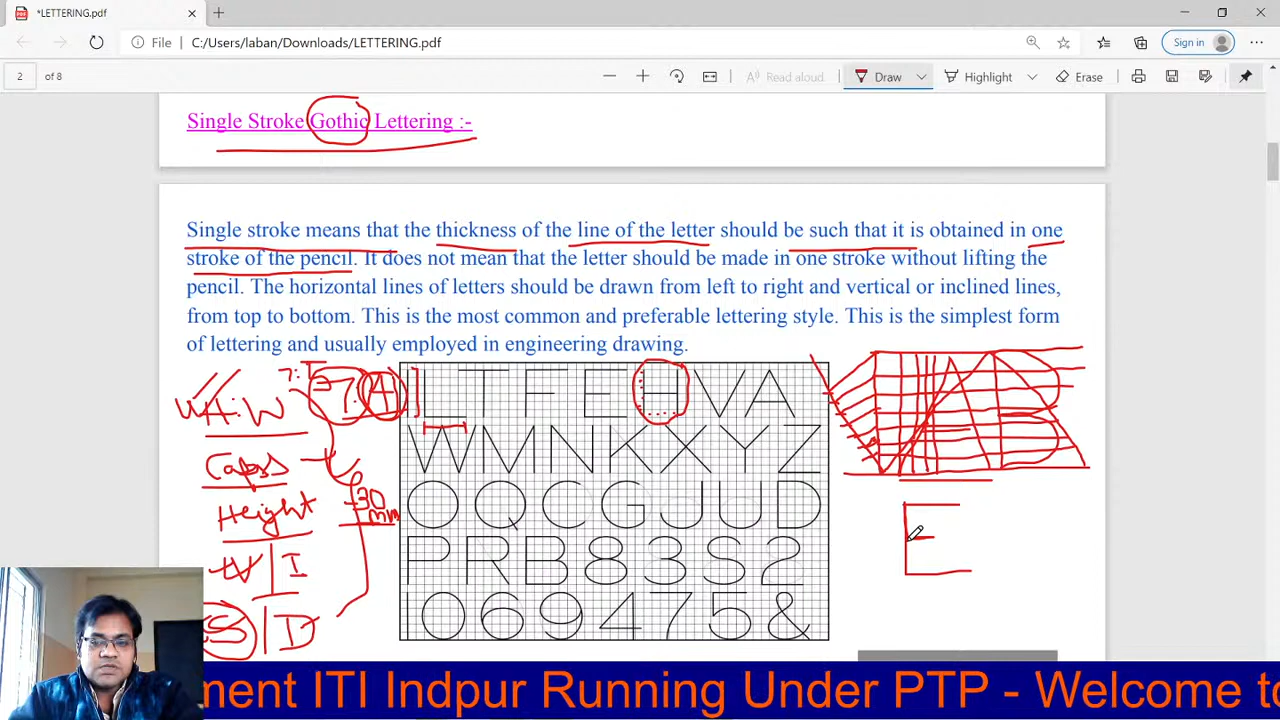 *LETTERING.pdf
File C:/Users/laban/Downloads/LETTERING.pdf Sign in
2 of 8 Read aloud Draw Highlight Erase
Single Stroke Gothic Lettering :-
Single stroke means that the thickness of the line of the letter should be such that it is obtained in one
stroke of the pencil. It does not mean that the letter should be made in one stroke without lifting the
pencil. The horizontal lines of letters should be drawn from left to right and vertical or inclined lines,
from top to bottom. This is the most common and preferable lettering style. This is the simplest form
of lettering and usually employed in engineering drawing.
7:4
H:W
Caps
Height
30
mm
V | I
S | D
I L T F E H V A
W M N K X Y Z
O Q C G J U D
P R B 8 3 S 2
1 0 6 9 4 7 5 &
E
ment ITI Indpur Running Under PTP - Welcome to